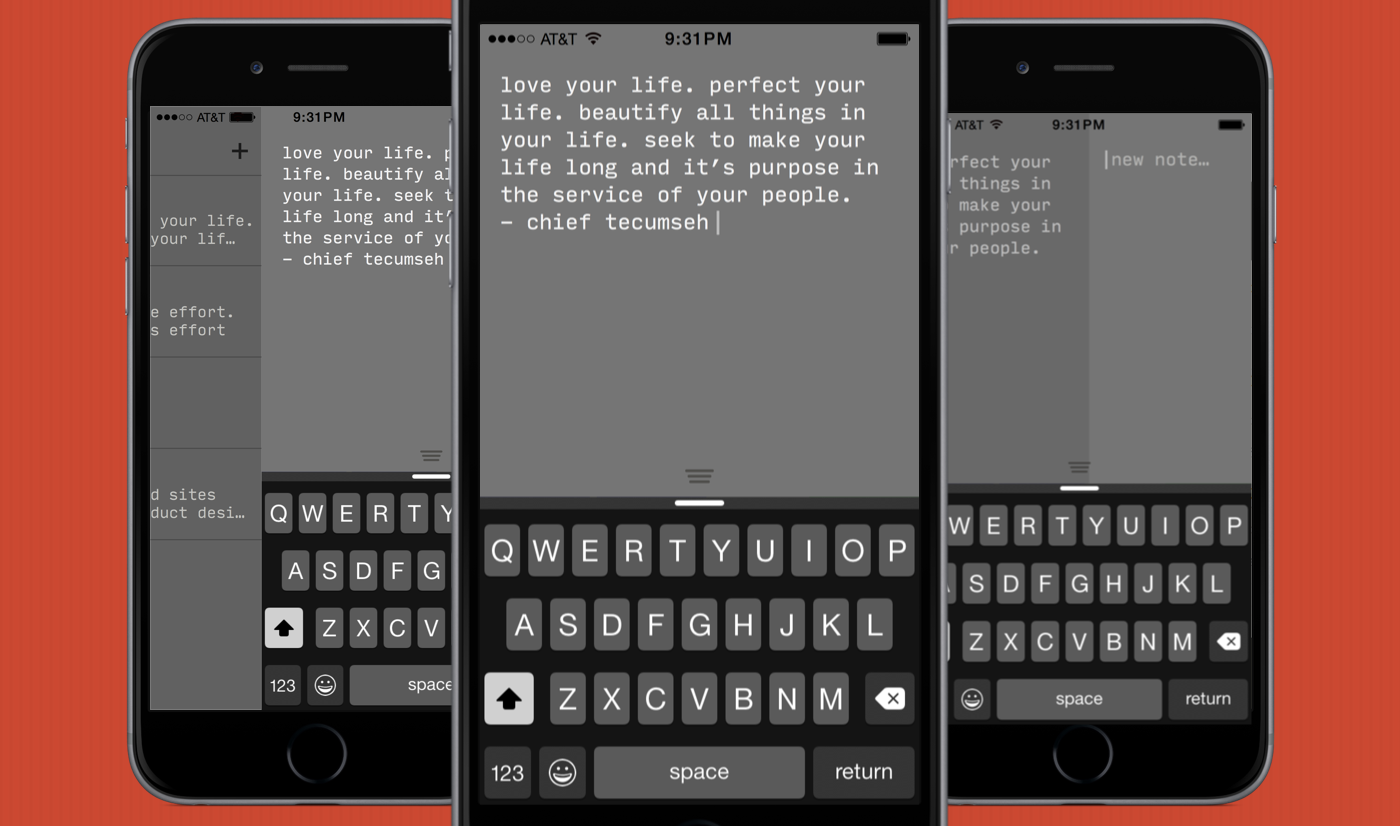 AT&T 9:31PM
+
your life.
your lif…
e effort.
s effort
d sites
duct desi…
love your life. p
life. beautify al
your life. seek t
life long and it’
the service of yo
– chief tecumseh
Q W E R T Y
A S D F G
Z X C V
123 space
AT&T 9:31PM
love your life. perfect your
life. beautify all things in
your life. seek to make your
life long and it’s purpose in
the service of your people.
– chief tecumseh
Q W E R T Y U I O P
A S D F G H J K L
Z X C V B N M
123 space return
AT&T 9:31PM
rfect your
things in
make your
purpose in
r people.
new note…
W E R T Y U I O P
S D F G H J K L
Z X C V B N M
space return